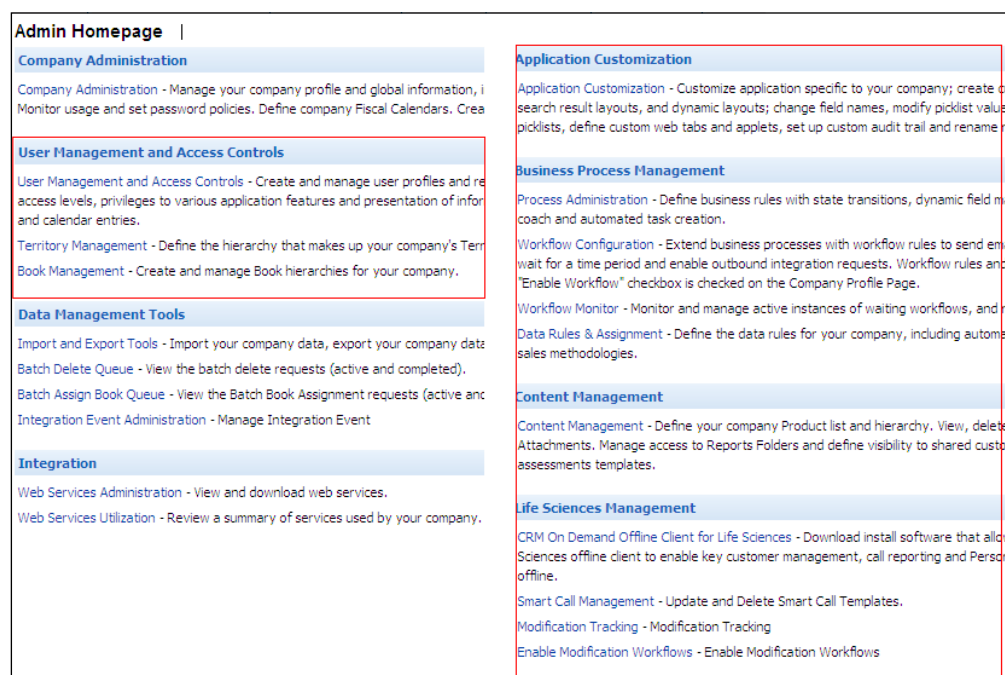 Admin Homepage |
Company Administration
Company Administration - Manage your company profile and global information, i
Monitor usage and set password policies. Define company Fiscal Calendars. Crea
User Management and Access Controls
User Management and Access Controls - Create and manage user profiles and re
access levels, privileges to various application features and presentation of infor
and calendar entries.
Territory Management - Define the hierarchy that makes up your company's Terr
Book Management - Create and manage Book hierarchies for your company.
Data Management Tools
Import and Export Tools - Import your company data, export your company data
Batch Delete Queue - View the batch delete requests (active and completed).
Batch Assign Book Queue - View the Batch Book Assignment requests (active and
Integration Event Administration - Manage Integration Event
Integration
Web Services Administration - View and download web services.
Web Services Utilization - Review a summary of services used by your company.
Application Customization
Application Customization - Customize application specific to your company; create
search result layouts, and dynamic layouts; change field names, modify picklist value
picklists, define custom web tabs and applets, set up custom audit trail and rename
Business Process Management
Process Administration - Define business rules with state transitions, dynamic field m
coach and automated task creation.
Workflow Configuration - Extend business processes with workflow rules to send ema
wait for a time period and enable outbound integration requests. Workflow rules and
"Enable Workflow" checkbox is checked on the Company Profile Page.
Workflow Monitor - Monitor and manage active instances of waiting workflows, and
Data Rules & Assignment - Define the data rules for your company, including automa
sales methodologies.
Content Management
Content Management - Define your company Product list and hierarchy. View, delete
Attachments. Manage access to Reports Folders and define visibility to shared custo
assessments templates.
Life Sciences Management
CRM On Demand Offline Client for Life Sciences - Download install software that allo
Sciences offline client to enable key customer management, call reporting and Perso
offline.
Smart Call Management - Update and Delete Smart Call Templates.
Modification Tracking - Modification Tracking
Enable Modification Workflows - Enable Modification Workflows